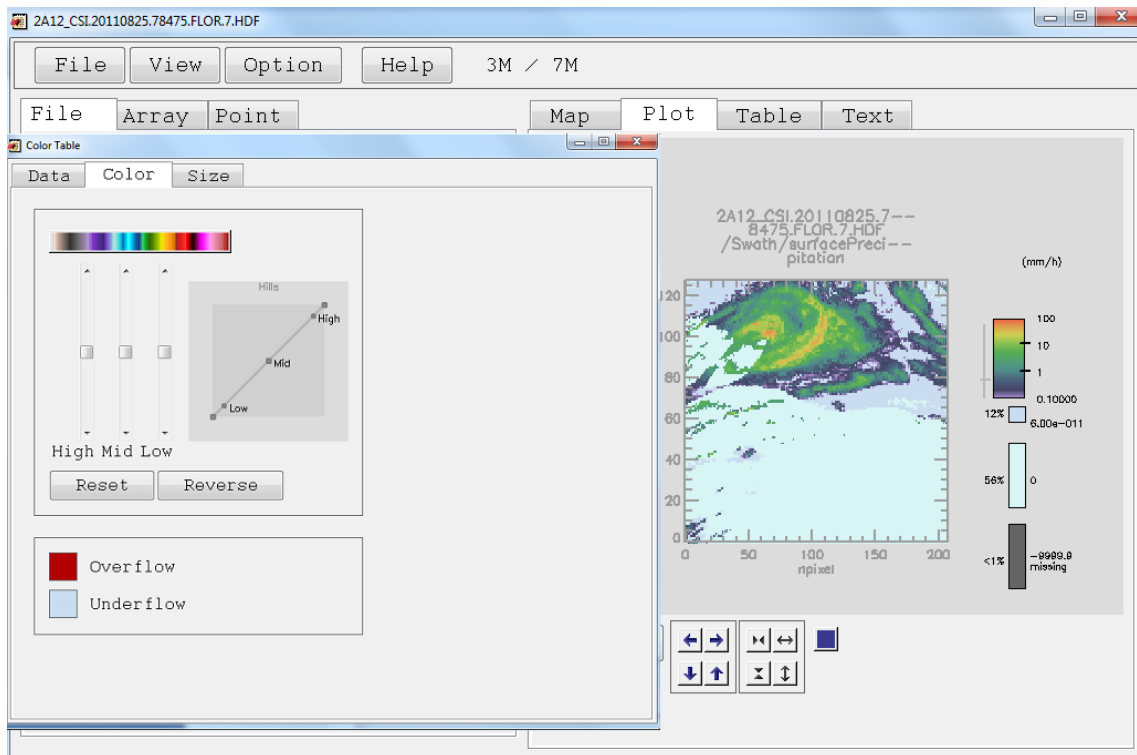 2A12_CSI.20110825.78475.FLOR.7.HDF
File View Option Help 3M / 7M
File Array Point
Map Plot Table Text
Color Table
Data Color Size
Hills
High
Mid
Low
High Mid Low
Reset Reverse
Overflow
Underflow
2A12_CSI.20110825.7--
8475.FLOR.7.HDF
/Swath/surfacePreci--
pitation
(mm/h)
120
100
80
60
40
20
0
0 50 100 150 200
npixel
100
10
1
0.10000
12% 6.00e-011
56% 0
<1% -9999.9
missing